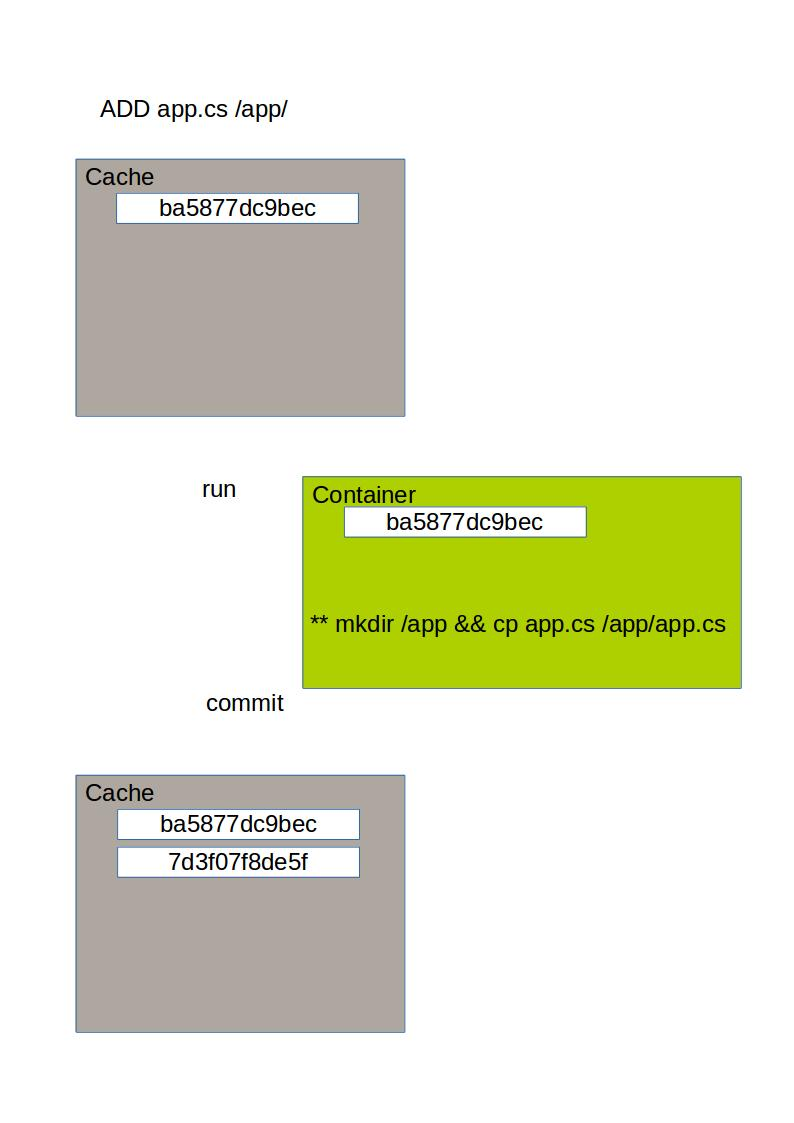 ADD app.cs /app/
Cache
ba5877dc9bec
run
Container
ba5877dc9bec
** mkdir /app && cp app.cs /app/app.cs
commit
Cache
ba5877dc9bec
7d3f07f8de5f